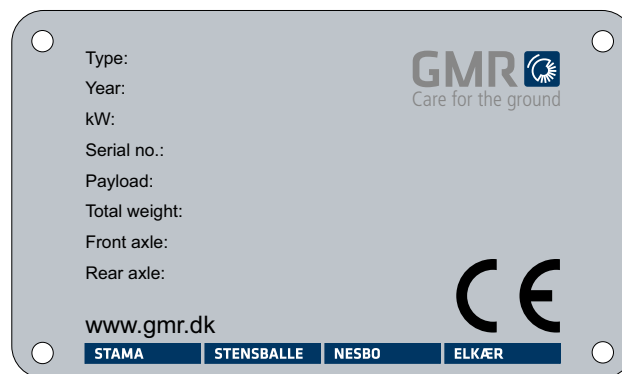 Type:
GMR
Year:
Care for the ground
kW:
Serial no.:
Payload:
Total weight:
Front axle:
Rear axle:
CE
www.gmr.dk
STAMA STENSBALLE NESBO ELKÆR